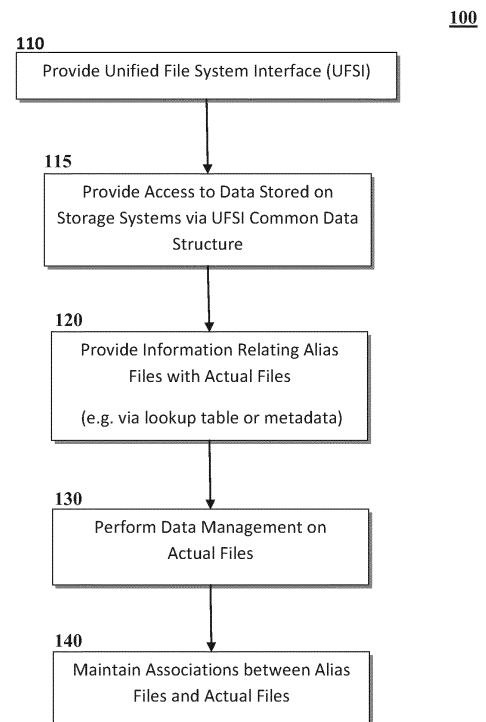 100
110
Provide Unified File System Interface (UFSI)
115
Provide Access to Data Stored on
Storage Systems via UFSI Common Data
Structure
120
Provide Information Relating Alias
Files with Actual Files
(e.g. via lookup table or metadata)
130
Perform Data Management on
Actual Files
140
Maintain Associations between Alias
Files and Actual Files